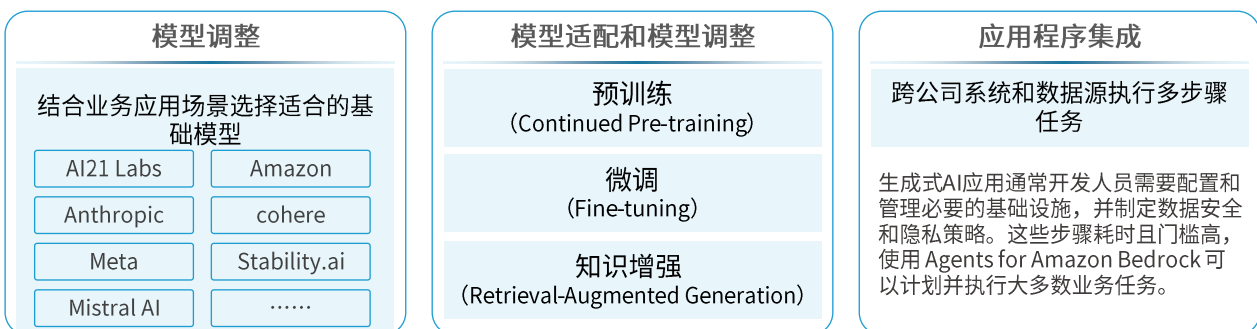 模型调整
结合业务应用场景选择适合的基
础模型
AI21 Labs
Amazon
Anthropic
cohere
Meta
Stability.ai
Mistral AI
……
模型适配和模型调整
预训练
（Continued Pre-training）
微调
（Fine-tuning）
知识增强
（Retrieval-Augmented Generation）
应用程序集成
跨公司系统和数据源执行多步骤
任务
生成式AI应用通常开发人员需要配置和
管理必要的基础设施，并制定数据安全
和隐私策略。这些步骤耗时且门槛高，
使用 Agents for Amazon Bedrock 可
以计划并执行大多数业务任务。